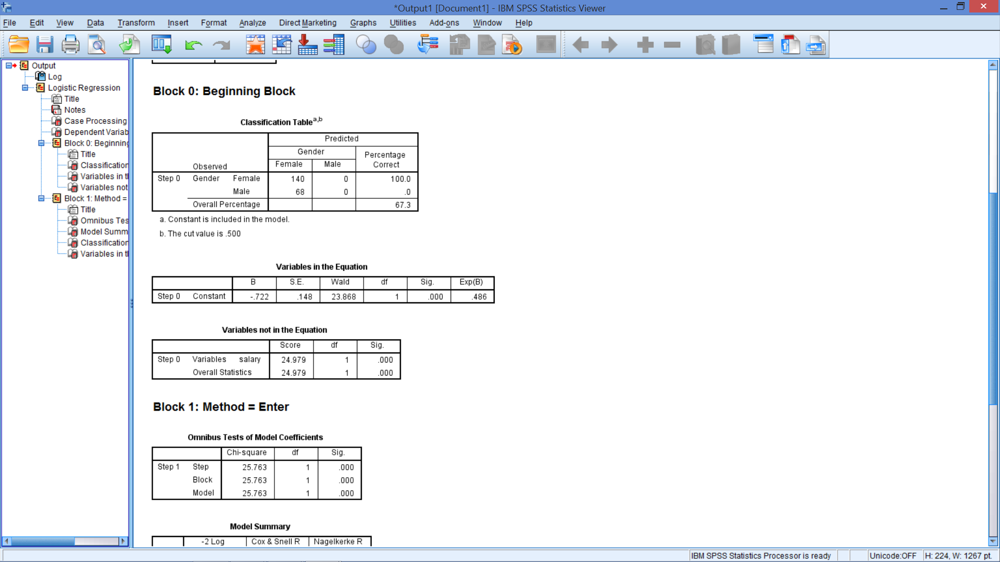 *Output1 [Document1] - IBM SPSS Statistics Viewer
File Edit View Data Transform Insert Format Analyze Direct Marketing Graphs Utilities Add-ons Window Help
Output
Log
Logistic Regression
Title
Notes
Case Processing
Dependent Variab
Block 0: Beginning
Title
Classification
Variables in t
Variables not
Block 1: Method =
Title
Omnibus Tes
Model Summ
Classification
Variables in t
Block 0: Beginning Block
Classification Table a,b
Predicted
Gender Percentage Correct
Observed Female Male
Step 0 Gender Female 140 0 100.0
Male 68 0 .0
Overall Percentage 67.3
a. Constant is included in the model.
b. The cut value is .500
Variables in the Equation
B S.E. Wald df Sig. Exp(B)
Step 0 Constant -.722 .148 23.868 1 .000 .486
Variables not in the Equation
Score df Sig.
Step 0 Variables salary 24.979 1 .000
Overall Statistics 24.979 1 .000
Block 1: Method = Enter
Omnibus Tests of Model Coefficients
Chi-square df Sig.
Step 1 Step 25.763 1 .000
Block 25.763 1 .000
Model 25.763 1 .000
Model Summary
-2 Log Cox & Snell R Nagelkerke R
IBM SPSS Statistics Processor is ready Unicode:OFF H: 224, W: 1267 pt.